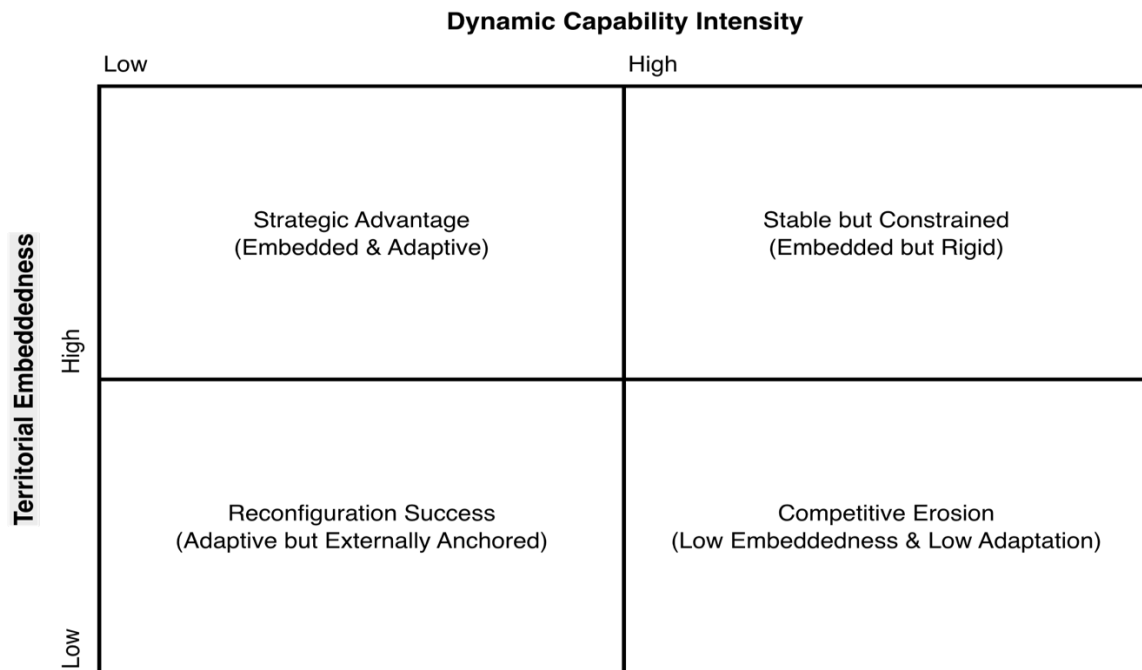 Dynamic Capability Intensity
Low
High
Strategic Advantage
(Embedded & Adaptive)
Stable but Constrained
(Embedded but Rigid)
Territorial Embeddedness
High
Reconfiguration Success
(Adaptive but Externally Anchored)
Competitive Erosion
(Low Embeddedness & Low Adaptation)
Low